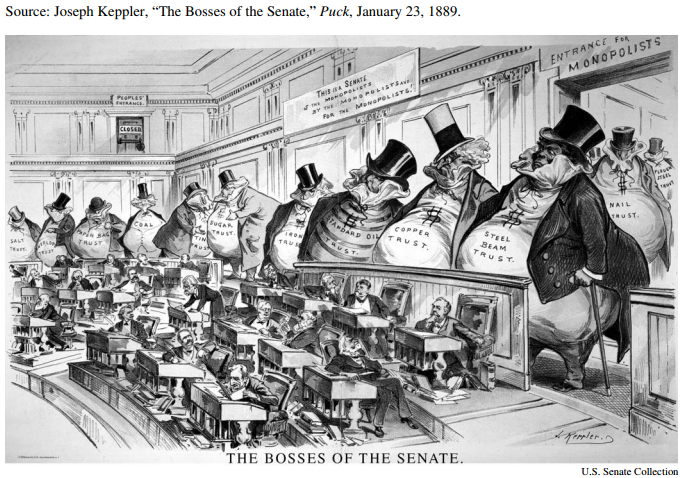 Source: Joseph Keppler, “The Bosses of the Senate,” Puck, January 23, 1889.
PEOPLES'
ENTRANCE.
CLOSED
THIS IS A SENATE
OF THE MONOPOLISTS
BY THE MONOPOLISTS AND
FOR THE MONOPOLISTS!
ENTRANCE FOR
MONOPOLISTS
SALT
TRUST.
TRUST.
PAPER BAG
TRUST
COAL
TIN
TRUST
SUGAR
TRUST.
IRON
TRUST
STANDARD OIL
TRUST.
COPPER
TRUST.
STEEL
BEAM
TRUST.
NAIL
TRUST.
STEEL
TRUST
J. Keppler.
THE BOSSES OF THE SENATE.
U.S. Senate Collection